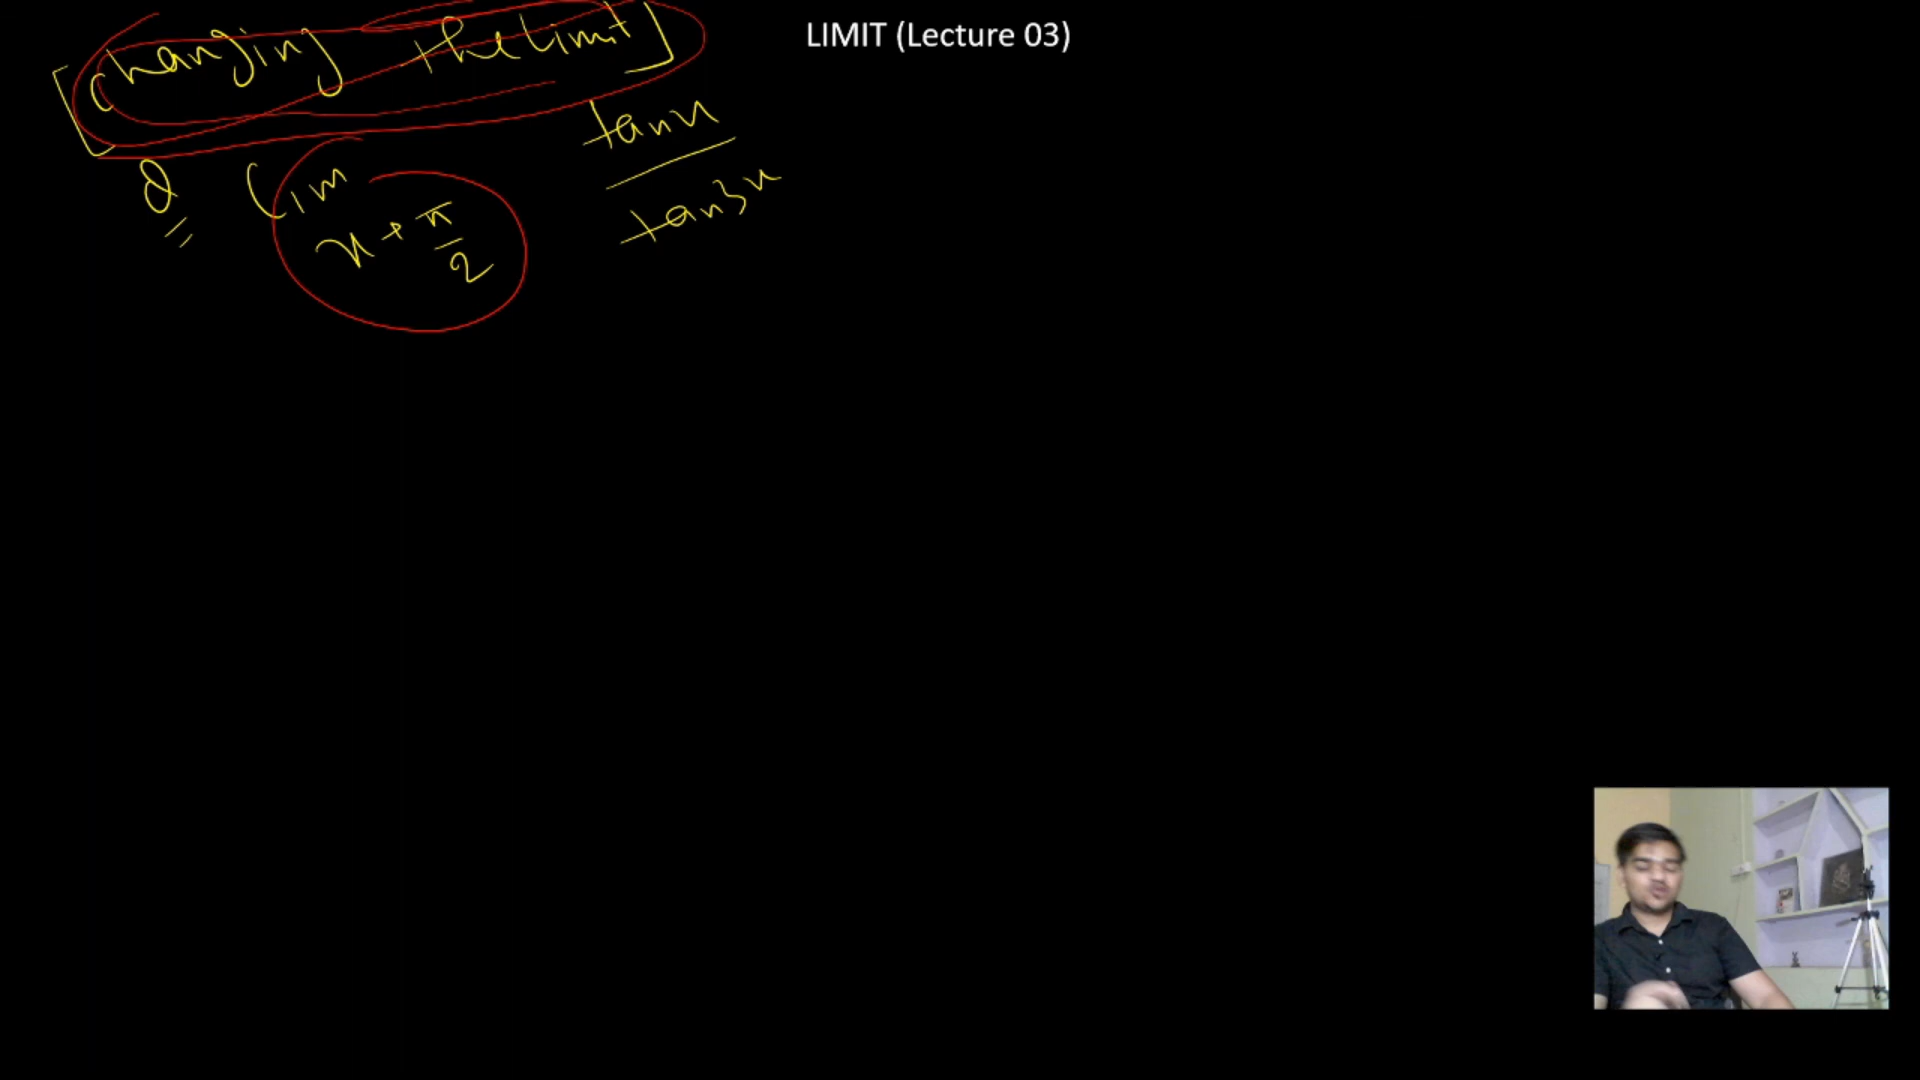 LIMIT (Lecture 03)
[Changing the limit]
Q Lim x→π/2 tanx/tan3x